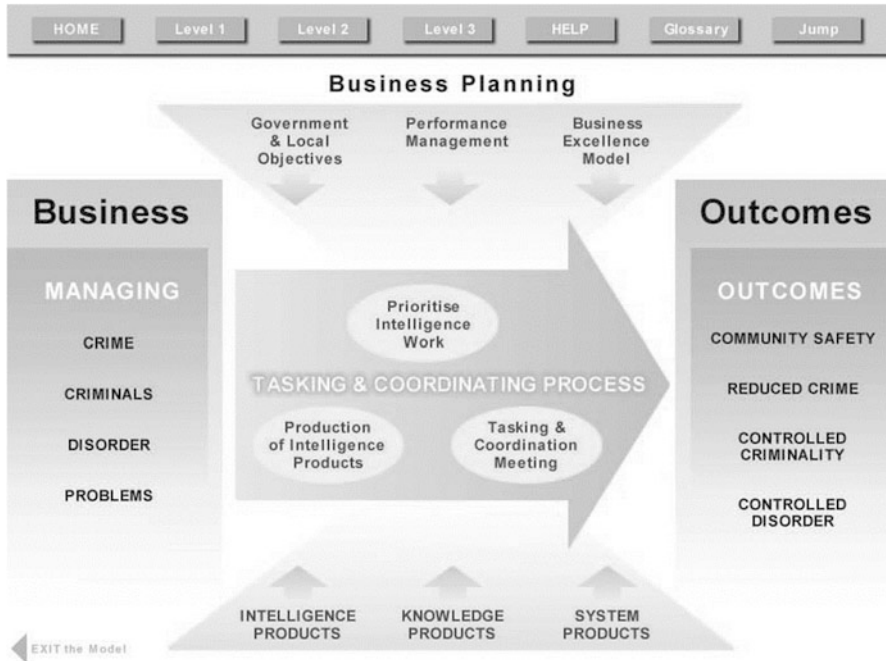 HOME Level 1 Level 2 Level 3 HELP Glossary Jump
Business Planning
Government
& Local
Objectives
Performance
Management
Business
Excellence
Model
Business
MANAGING
CRIME
CRIMINALS
DISORDER
PROBLEMS
Prioritise
Intelligence
Work
TASKING & COORDINATING PROCESS
Production
of Intelligence
Products
Tasking &
Coordination
Meeting
Outcomes
OUTCOMES
COMMUNITY SAFETY
REDUCED CRIME
CONTROLLED
CRIMINALITY
CONTROLLED
DISORDER
INTELLIGENCE
PRODUCTS
KNOWLEDGE
PRODUCTS
SYSTEM
PRODUCTS
EXIT the Model